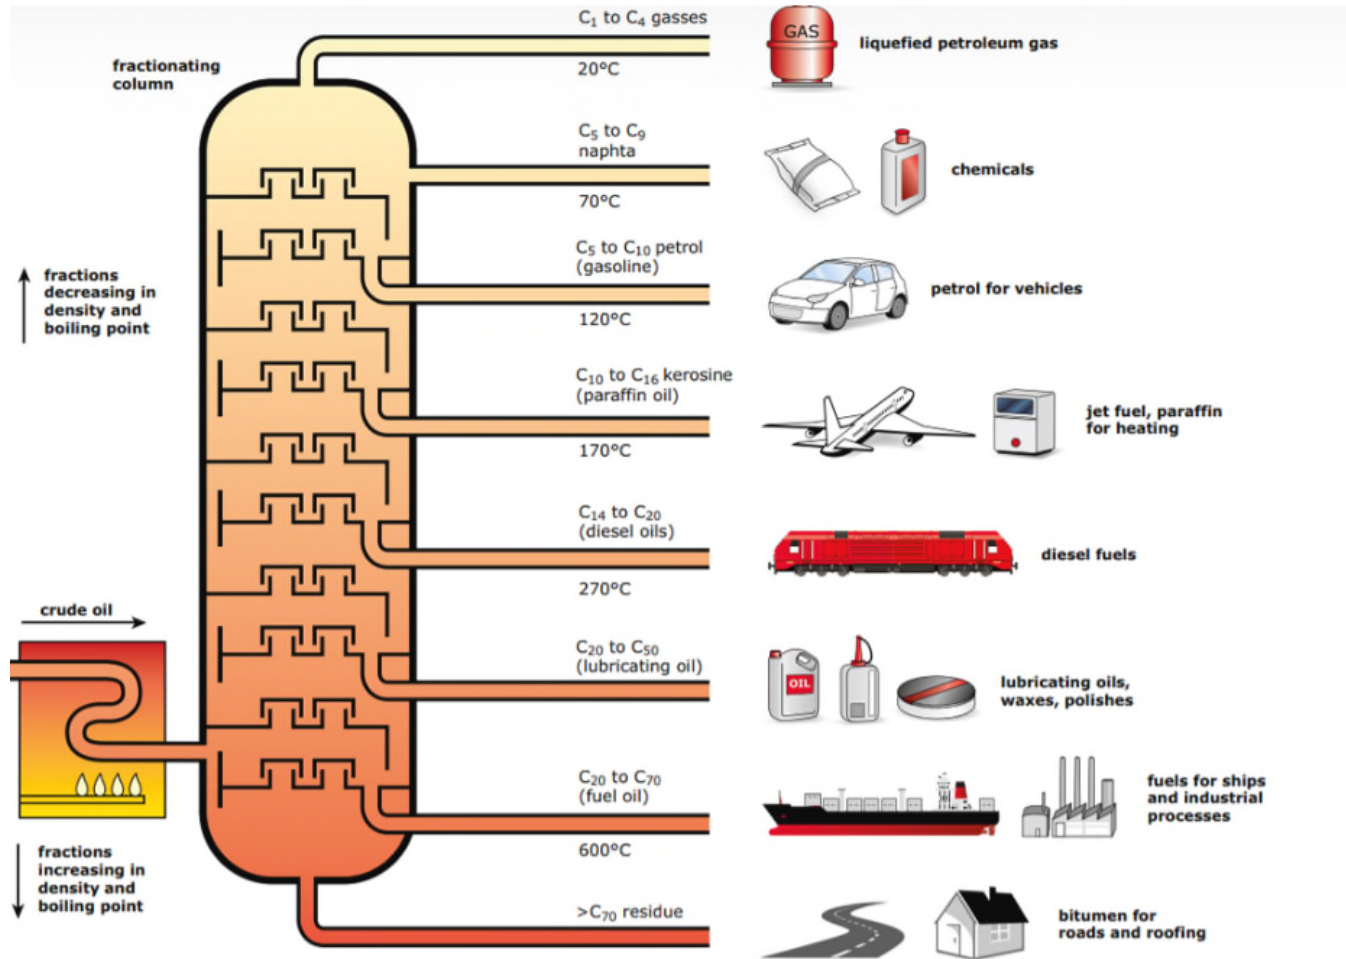 C₁ to C₄ gasses
20°C
GAS
liquefied petroleum gas
fractionating
column
C₅ to C₉
naphta
70°C
chemicals
fractions
decreasing in
density and
boiling point
C₅ to C₁₀ petrol
(gasoline)
120°C
petrol for vehicles
C₁₀ to C₁₆ kerosine
(paraffin oil)
170°C
jet fuel, paraffin
for heating
C₁₄ to C₂₀
(diesel oils)
270°C
diesel fuels
crude oil
C₂₀ to C₅₀
(lubricating oil)
OIL
lubricating oils,
waxes, polishes
C₂₀ to C₇₀
(fuel oil)
600°C
fuels for ships
and industrial
processes
fractions
increasing in
density and
boiling point
>C₇₀ residue
bitumen for
roads and roofing